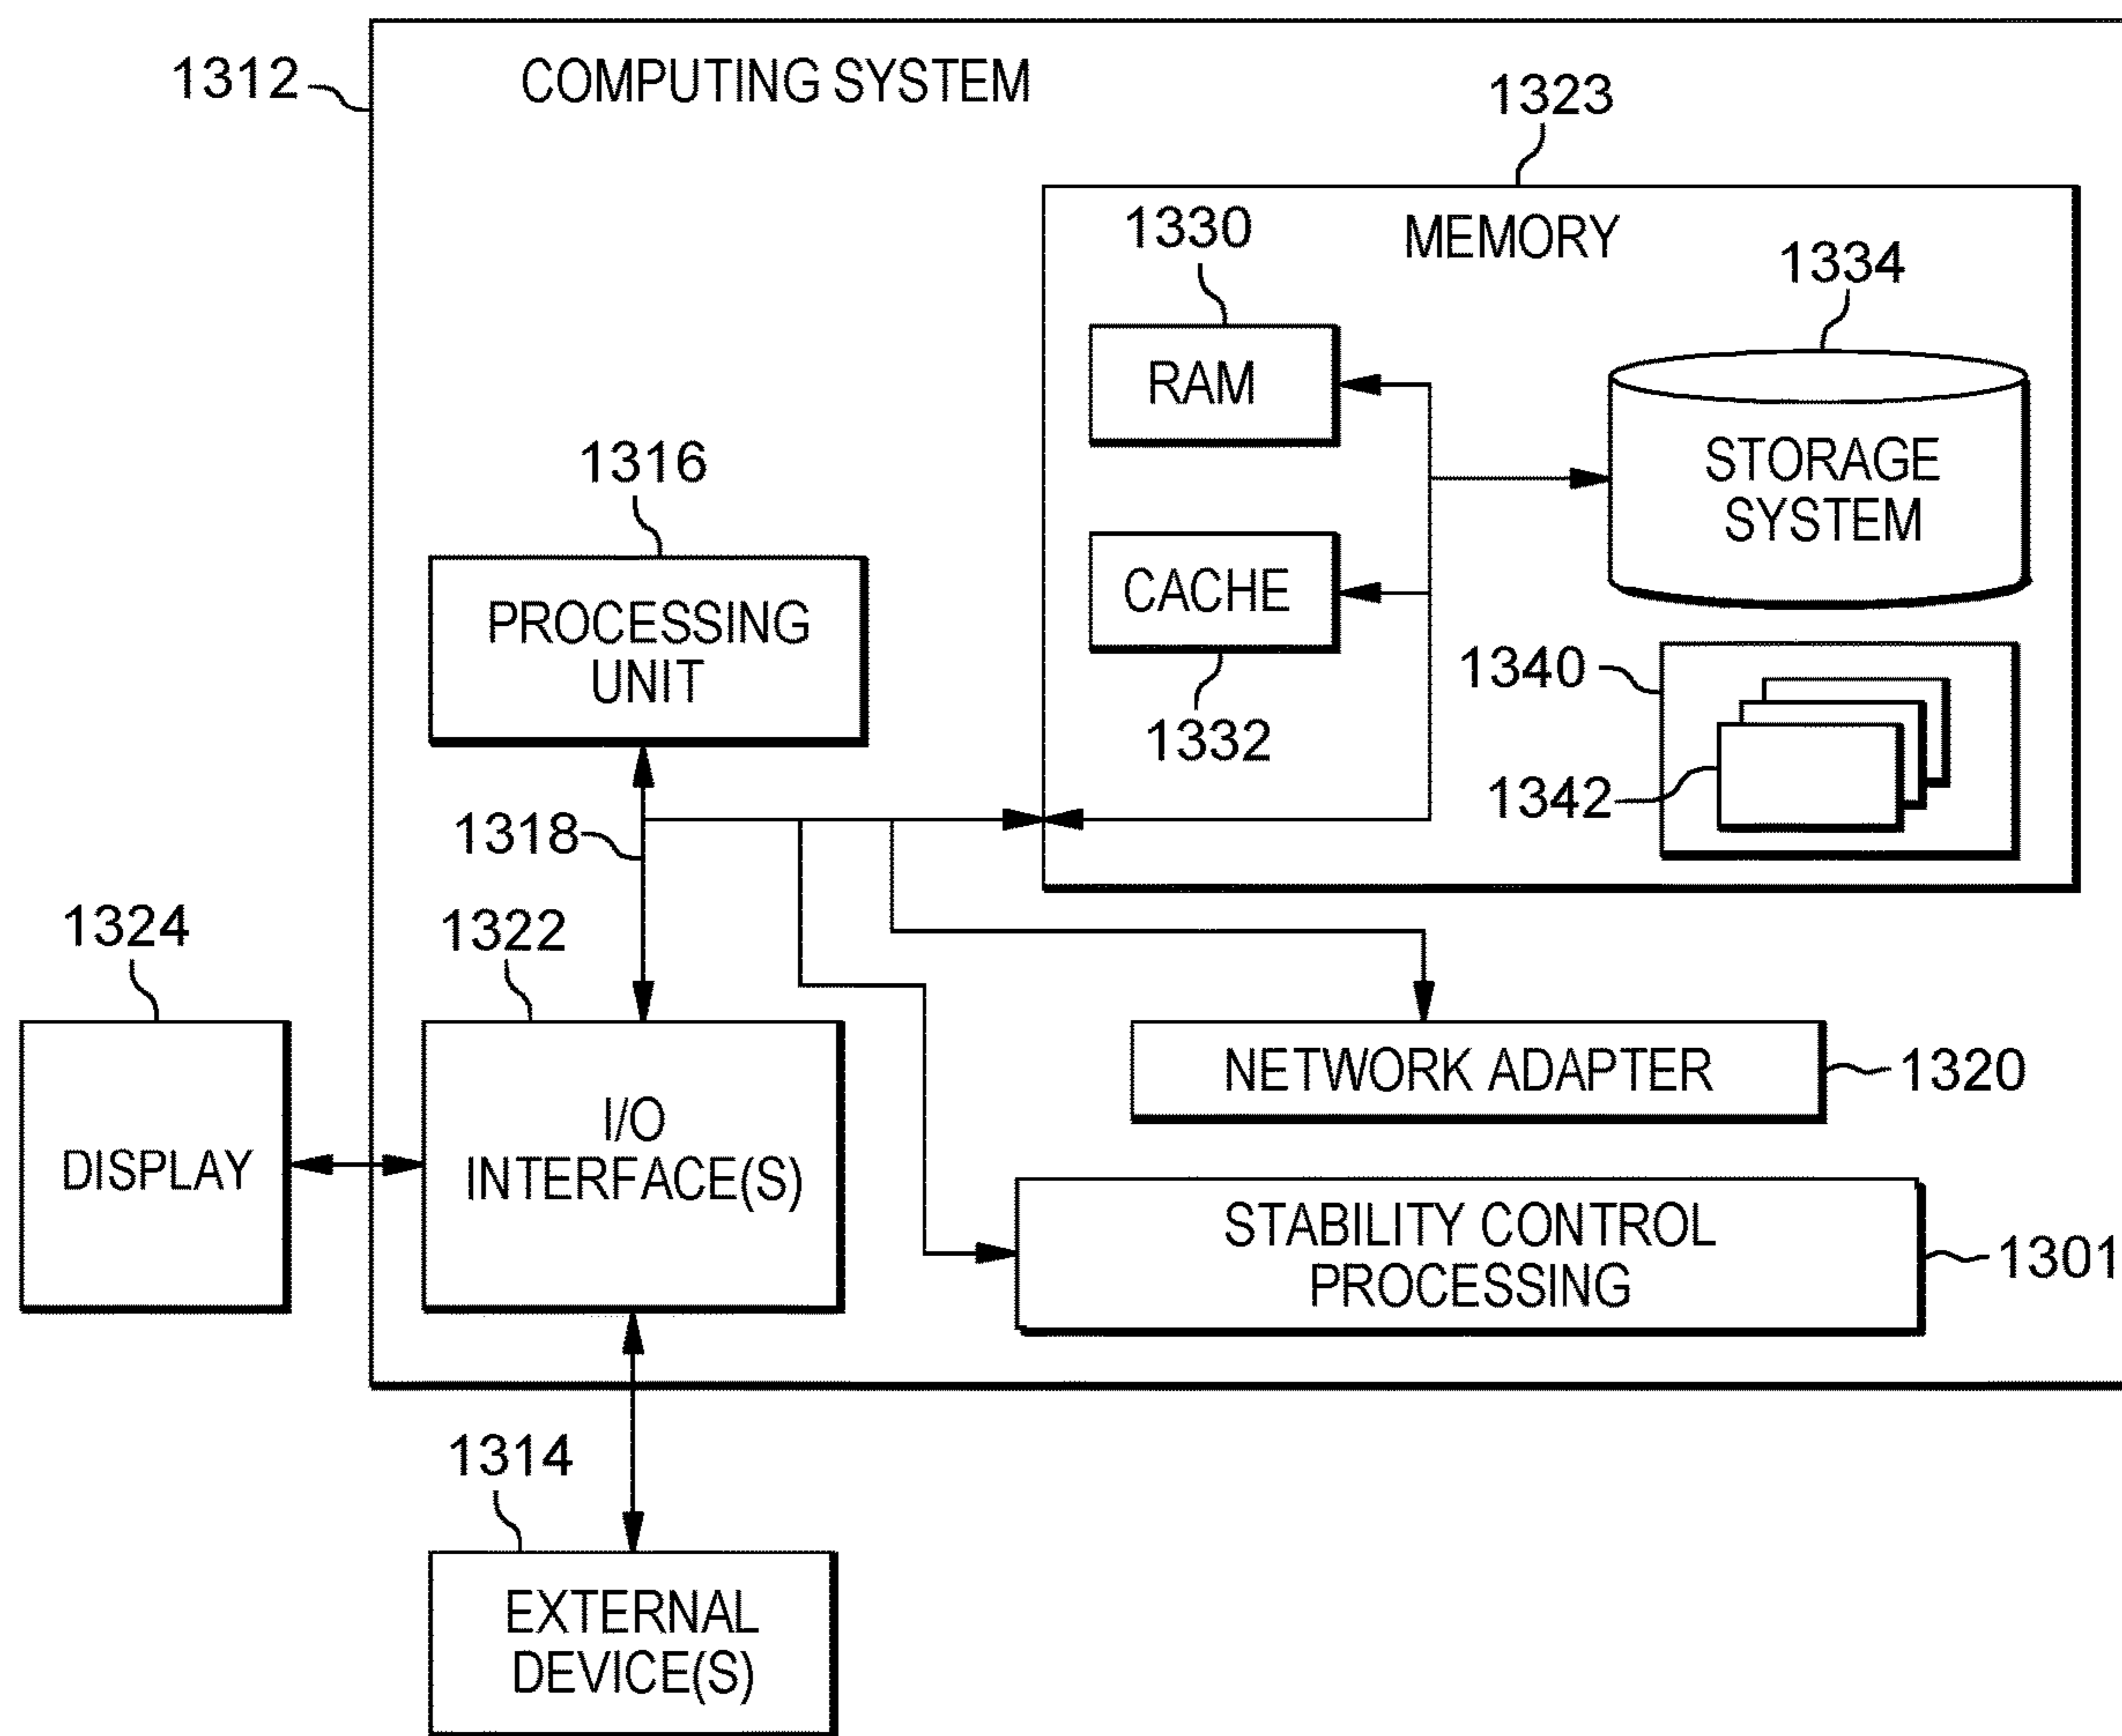 1312
COMPUTING SYSTEM
1323
1330
MEMORY
1334
RAM
STORAGE
SYSTEM
1316
CACHE
PROCESSING
UNIT
1332
1340
1342
1318
1324
1322
DISPLAY
I/O
INTERFACE(S)
NETWORK ADAPTER
1320
STABILITY CONTROL
PROCESSING
1301
1314
EXTERNAL
DEVICE(S)